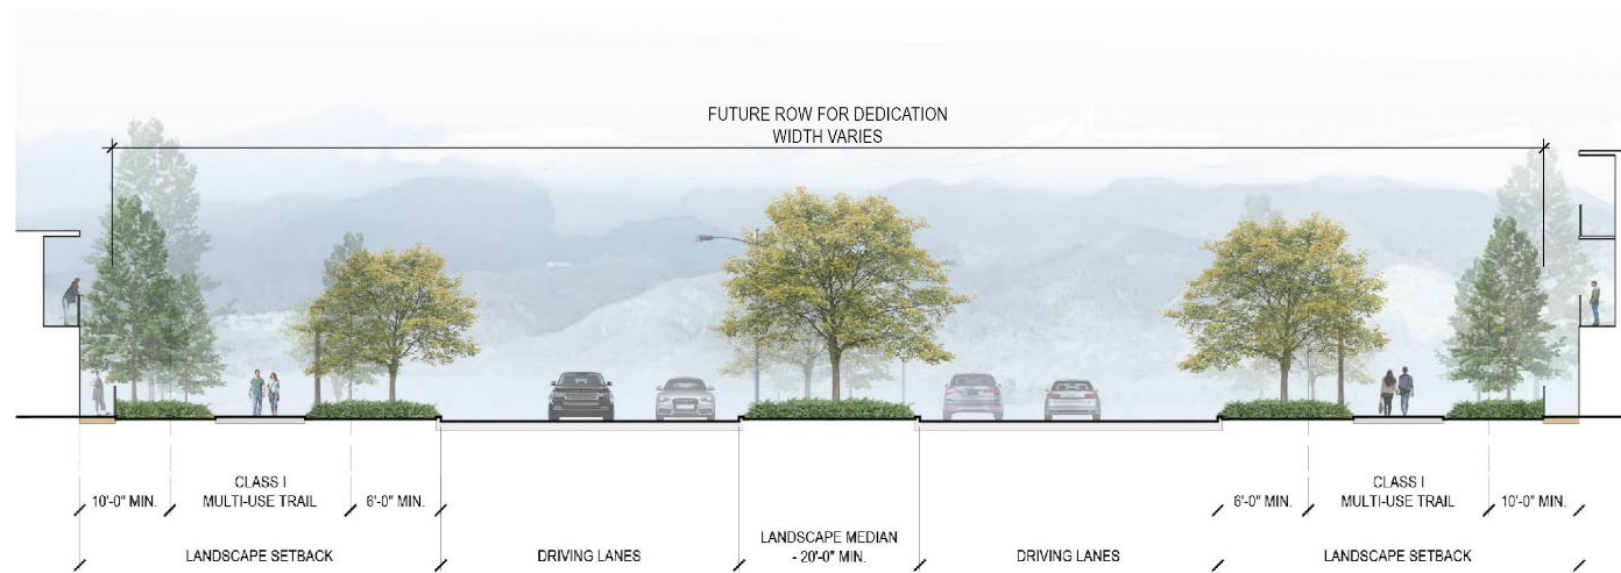 FUTURE ROW FOR DEDICATION
WIDTH VARIES
10'-0" MIN.
CLASS I
MULTI-USE TRAIL
6'-0" MIN.
6'-0" MIN.
CLASS I
MULTI-USE TRAIL
10'-0" MIN.
LANDSCAPE SETBACK
DRIVING LANES
LANDSCAPE MEDIAN
- 20'-0" MIN.
DRIVING LANES
LANDSCAPE SETBACK